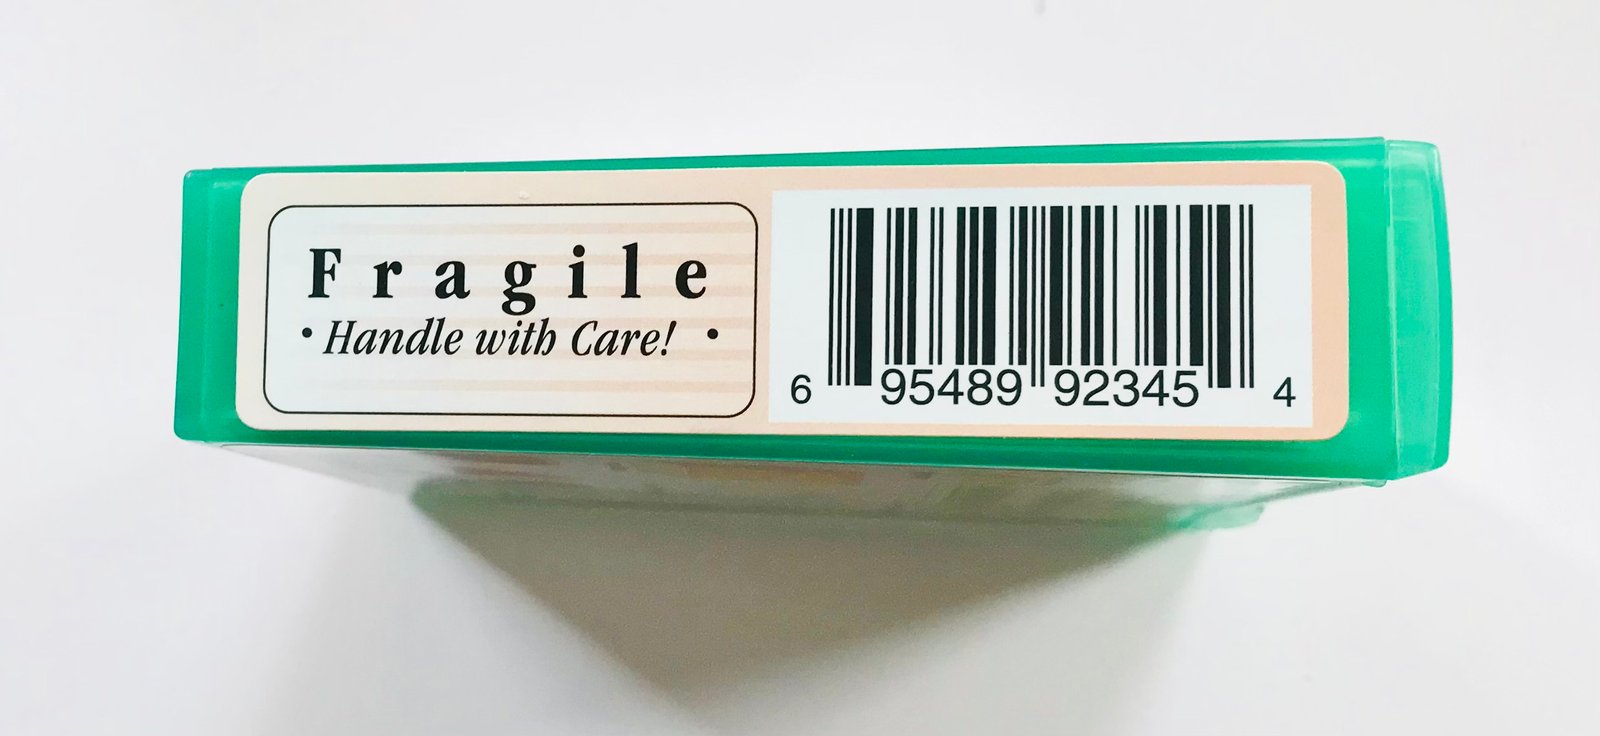 Fragile
• Handle with Care! •
6 95489 92345 4